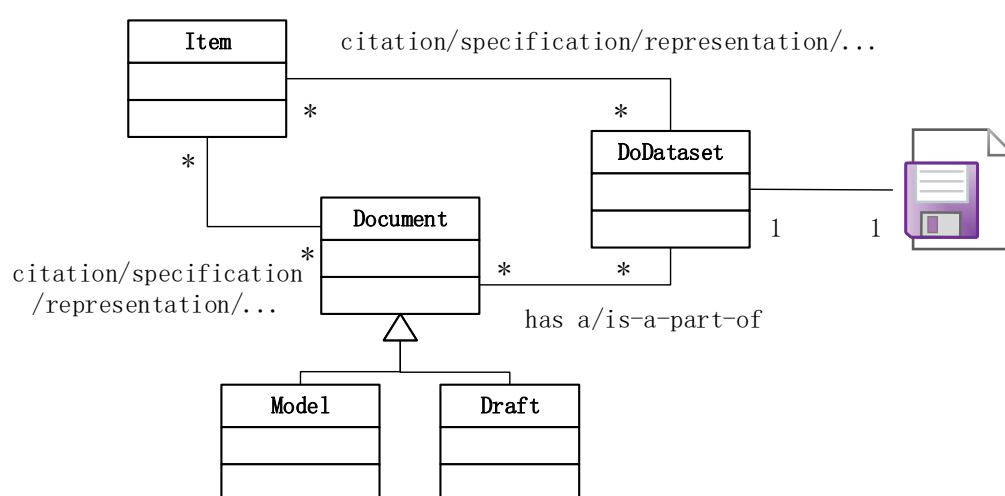 Item
citation/specification/representation/...
*
*
DoDataset
*
Document
1
1
*
citation/specification
/representation/...
*
*
has a/is-a-part-of
Model
Draft